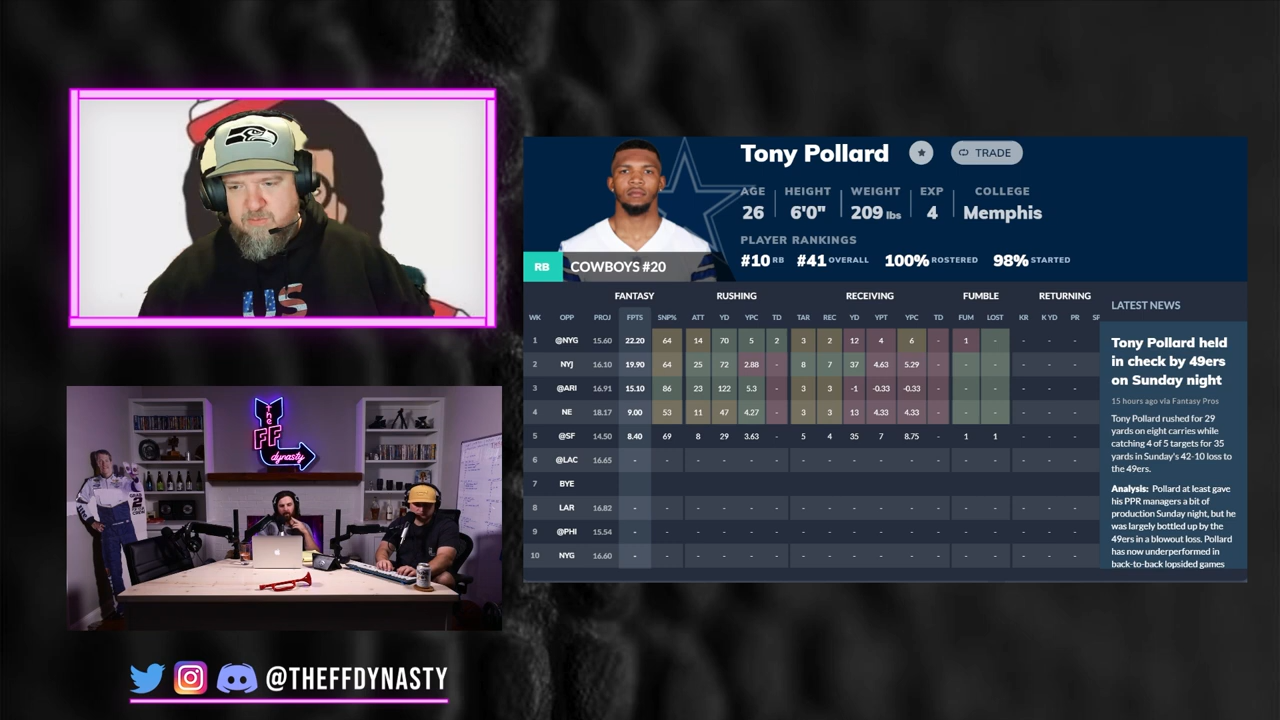 US
The
FF
dynasty
@THEFFDYNASTY
Tony Pollard
TRADE
AGE HEIGHT WEIGHT EXP COLLEGE
26 6'0" 209 lbs 4 Memphis
PLAYER RANKINGS
#10 RB #41 OVERALL 100% ROSTERED 98% STARTED
RB COWBOYS #20
FANTASY RUSHING RECEIVING FUMBLE RETURNING
WK OPP PROJ FPTS SNP% ATT YD YPC TD TAR REC YD YPT YPC TD FUM LOST KR K YD PR SP
1 @NYG 15.60 22.20 64 14 70 5 2 3 2 12 4 6 - 1 - - - -
2 NYJ 16.10 19.90 64 25 72 2.88 - 8 7 37 4.63 5.29 - - - - - -
3 @ARI 16.91 15.10 86 23 122 5.3 - 3 3 -1 -0.33 -0.33 - - - - - -
4 NE 18.17 9.00 53 11 47 4.27 - 3 3 13 4.33 4.33 - - - - - -
5 @SF 14.50 8.40 69 8 29 3.63 - 5 4 35 7 8.75 - 1 1 - - -
6 @LAC 16.65 - - - - - - - - - - - - - - - - -
7 BYE
8 LAR 16.82 - - - - - - - - - - - - - - - - -
9 @PHI 15.54 - - - - - - - - - - - - - - - - -
10 NYG 16.60 - - - - - - - - - - - - - - - - -
LATEST NEWS
Tony Pollard held
in check by 49ers
on Sunday night
15 hours ago via Fantasy Pros
Tony Pollard rushed for 29
yards on eight carries while
catching 4 of 5 targets for 35
yards in Sunday's 42-10 loss to
the 49ers.
Analysis: Pollard at least gave
his PPR managers a bit of
production Sunday night, but he
was largely bottled up by the
49ers in a blowout loss. Pollard
has now underperformed in
back-to-back lopsided games